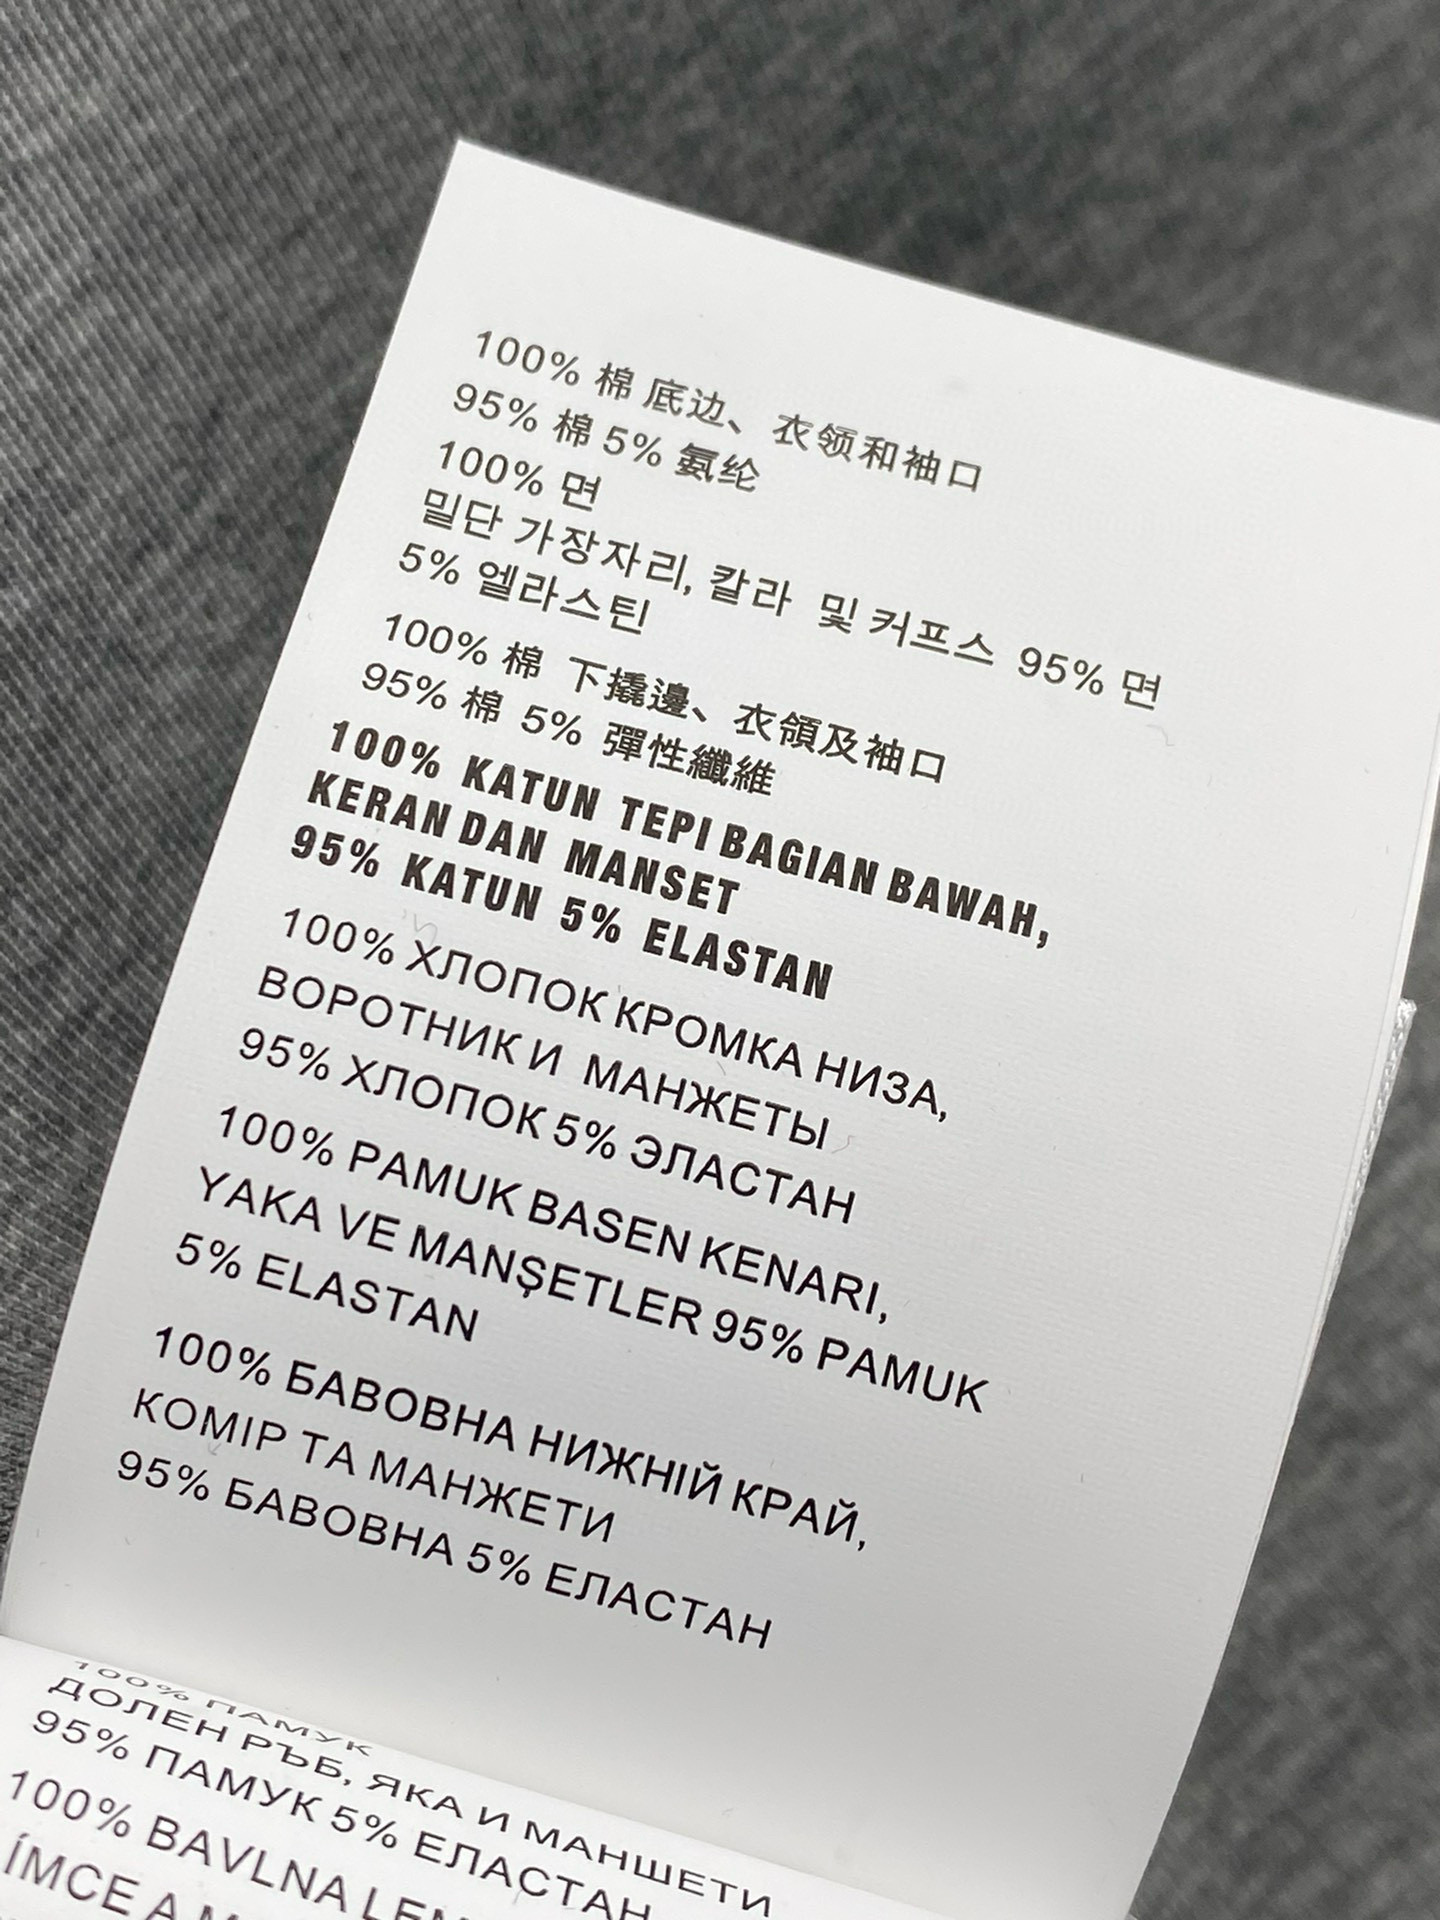 100% 棉 底边、衣领和袖口
95% 棉 5% 氨纶
100% 면
밑단 가장자리, 칼라 및 커프스 95% 면
5% 엘라스틴
100% 棉 下擺邊、衣領及袖口
95% 棉 5% 彈性纖維
100% KATUN TEPI BAGIAN BAWAH,
KERAN DAN MANSET
95% KATUN 5% ELASTAN
100% ХЛОПОК КРОМКА НИЗА,
ВОРОТНИК И МАНЖЕТЫ
95% ХЛОПОК 5% ЭЛАСТАН
100% PAMUK BASEN KENARI,
YAKA VE MANŞETLER 95% PAMUK
5% ELASTAN
100% БАВОВНА НИЖНІЙ КРАЙ,
КОМІР ТА МАНЖЕТИ
95% БАВОВНА 5% ЕЛАСТАН
100% ПАМУК
ДОЛЕН РЪБ, ЯКА И МАНШЕТИ
95% ПАМУК 5% ЕЛАСТАН
100% BAVLNA
ÍMCE A